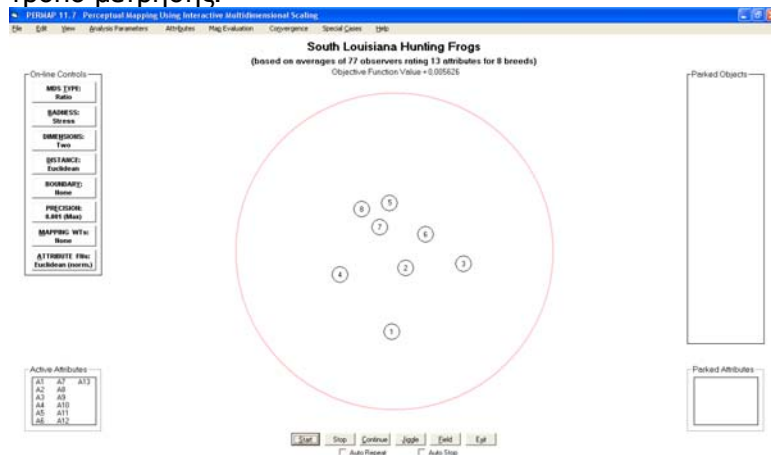 τρόπο μέτρησης.
PERMAP 11.7 Perceptual Mapping Using Interactive Multidimensional Scaling
File Edit View Analysis Parameters Attributes Map Evaluation Convergence Special Cases Help
South Louisiana Hunting Frogs
(based on averages of 77 observers rating 13 attributes for 8 breeds)
Objective Function Value = 0.005626
On-line Controls
MDS TYPE:
Ratio
BADNESS:
Stress
DIMENSIONS:
Two
DISTANCE:
Euclidean
BOUNDARY:
None
PRECISION:
0.001 (Max)
MAPPING WTs:
None
ATTRIBUTE FNs:
Euclidean (norm.)
Parked Objects
5
8
7
6
3
2
4
1
Active Attributes
A1 A7 A13
A2 A8
A3 A9
A4 A10
A5 A11
A6 A12
Parked Attributes
Start Stop Continue Jiggle Field Exit
Auto Repeat Auto Stop